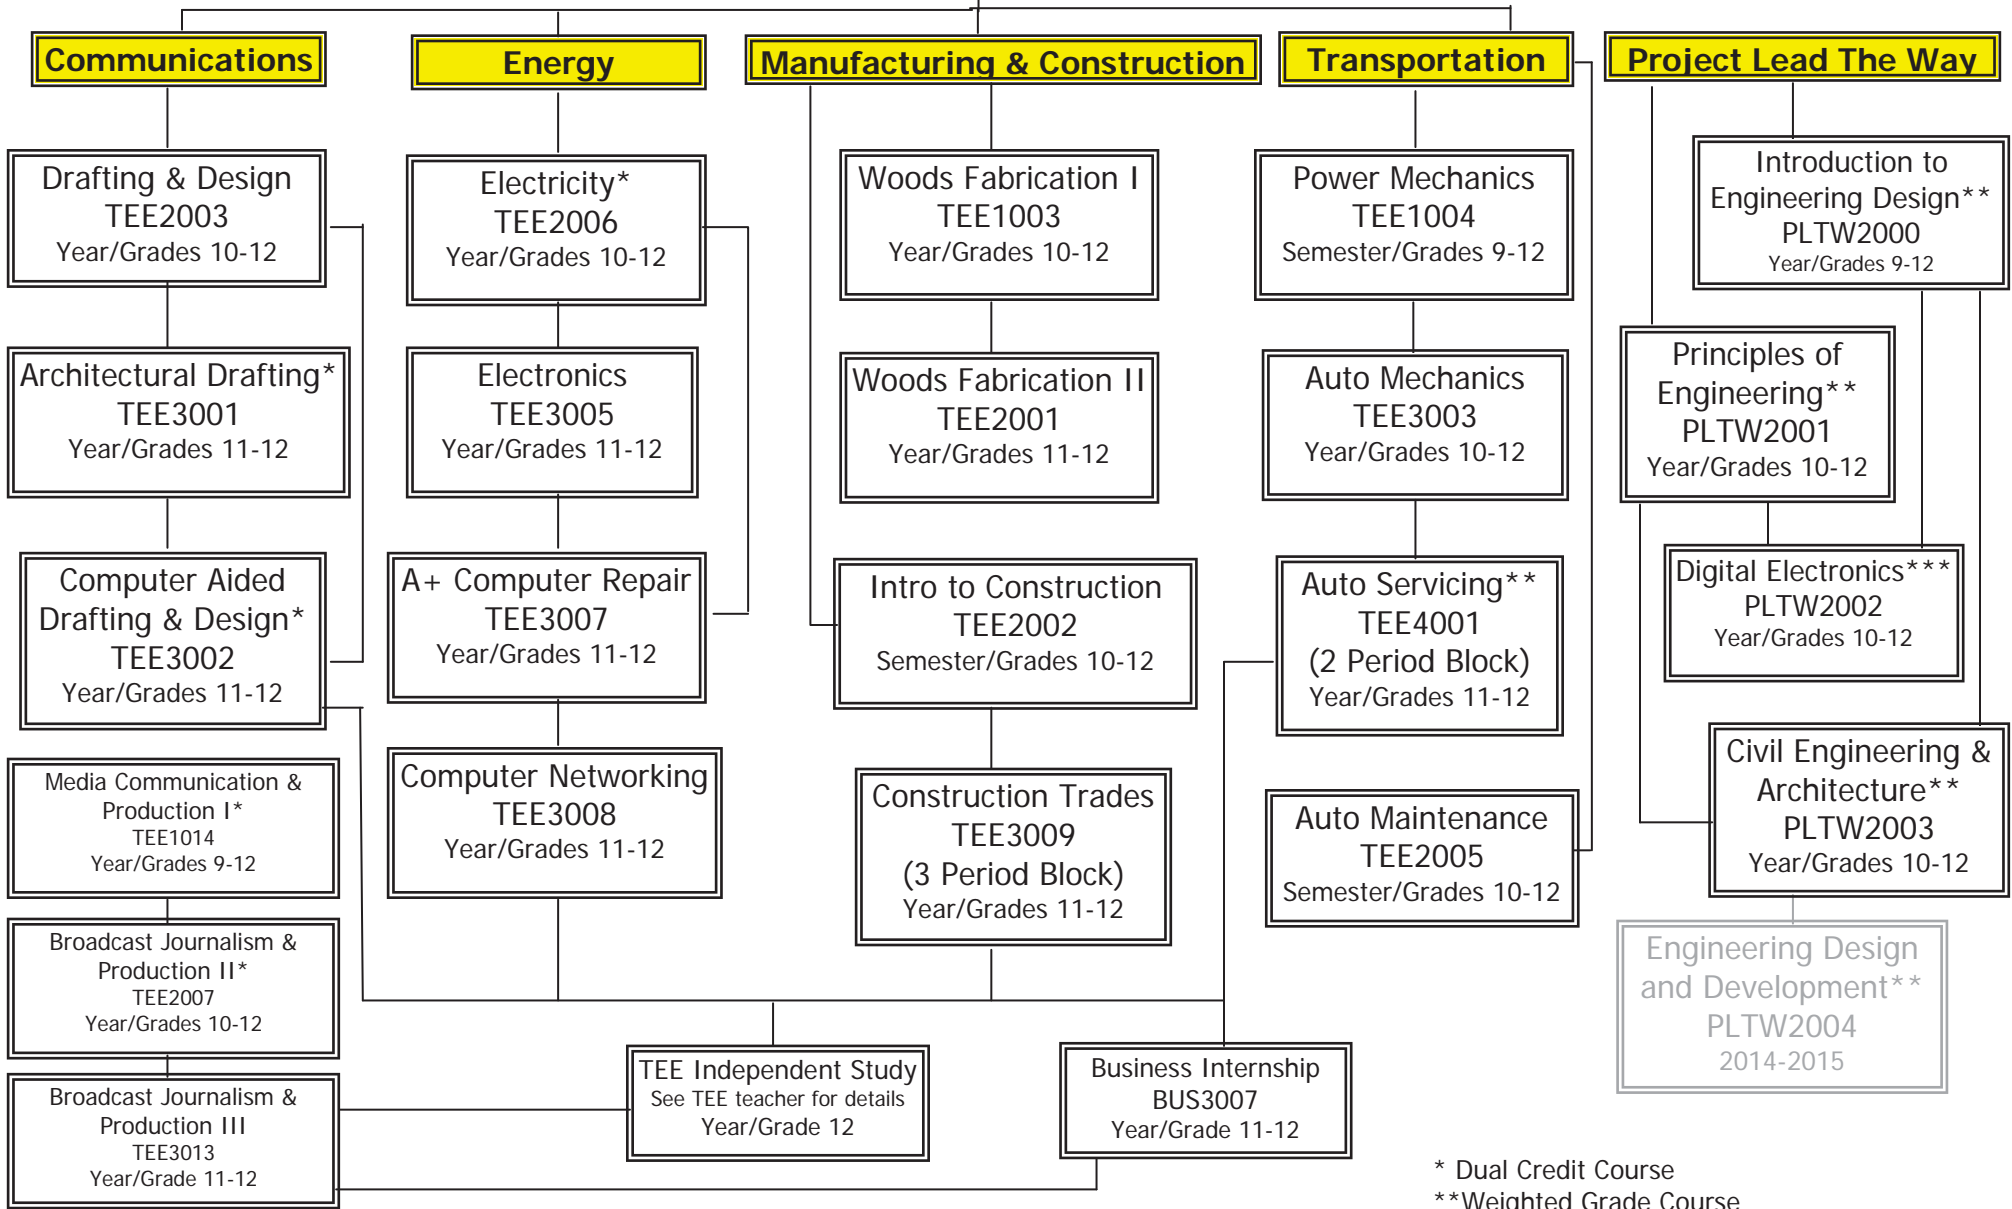 Communications
Energy
Manufacturing & Construction
Transportation
Project Lead The Way
Drafting & Design
TEE2003
Year/Grades 10-12
Architectural Drafting*
TEE3001
Year/Grades 11-12
Computer Aided
Drafting & Design*
TEE3002
Year/Grades 11-12
Media Communication &
Production I*
TEE1014
Year/Grades 9-12
Broadcast Journalism &
Production II*
TEE2007
Year/Grades 10-12
Broadcast Journalism &
Production III
TEE3013
Year/Grade 11-12
Electricity*
TEE2006
Year/Grades 10-12
Electronics
TEE3005
Year/Grades 11-12
A+ Computer Repair
TEE3007
Year/Grades 11-12
Computer Networking
TEE3008
Year/Grades 11-12
TEE Independent Study
See TEE teacher for details
Year/Grade 12
Woods Fabrication I
TEE1003
Year/Grades 10-12
Woods Fabrication II
TEE2001
Year/Grades 11-12
Intro to Construction
TEE2002
Semester/Grades 10-12
Construction Trades
TEE3009
(3 Period Block)
Year/Grades 11-12
Business Internship
BUS3007
Year/Grade 11-12
Power Mechanics
TEE1004
Semester/Grades 9-12
Auto Mechanics
TEE3003
Year/Grades 10-12
Auto Servicing**
TEE4001
(2 Period Block)
Year/Grades 11-12
Auto Maintenance
TEE2005
Semester/Grades 10-12
Introduction to
Engineering Design**
PLTW2000
Year/Grades 9-12
Principles of
Engineering**
PLTW2001
Year/Grades 10-12
Digital Electronics***
PLTW2002
Year/Grades 10-12
Civil Engineering &
Architecture**
PLTW2003
Year/Grades 10-12
Engineering Design
and Development**
PLTW2004
2014-2015
* Dual Credit Course
**Weighted Grade Course